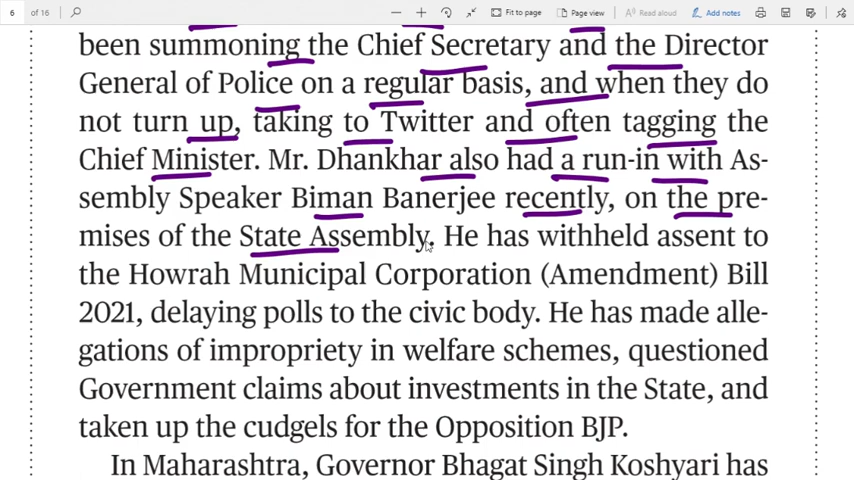 6 of 16 Fit to page Page view Read aloud Add notes
been summoning the Chief Secretary and the Director
General of Police on a regular basis, and when they do
not turn up, taking to Twitter and often tagging the
Chief Minister. Mr. Dhankhar also had a run-in with As-
sembly Speaker Biman Banerjee recently, on the pre-
mises of the State Assembly. He has withheld assent to
the Howrah Municipal Corporation (Amendment) Bill
2021, delaying polls to the civic body. He has made alle-
gations of impropriety in welfare schemes, questioned
Government claims about investments in the State, and
taken up the cudgels for the Opposition BJP.
In Maharashtra, Governor Bhagat Singh Koshyari has